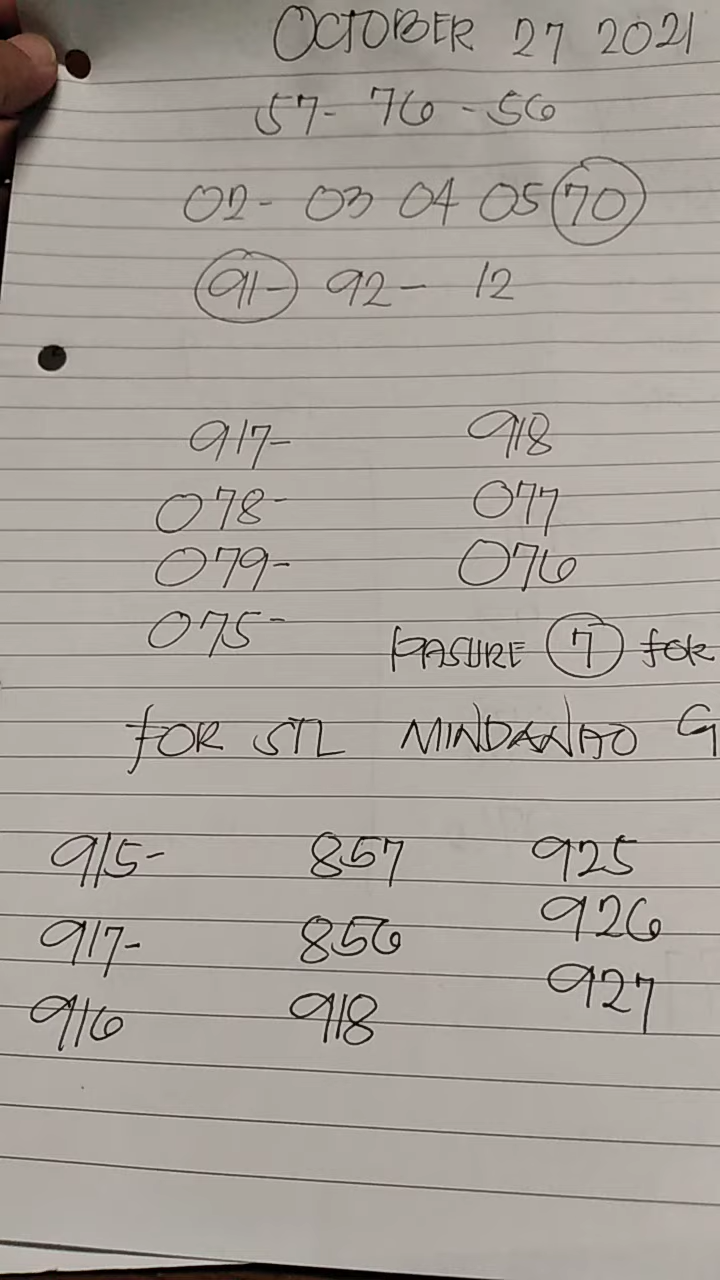 OCTOBER 27 2021
57- 76 - 56
02- 03 04 05 70
91- 92- 12
917- 918
078- 077
079- 076
075- PASURE 7 FOR
FOR STL MINDANAO G
915- 857 925
917- 856 926
916 918 927